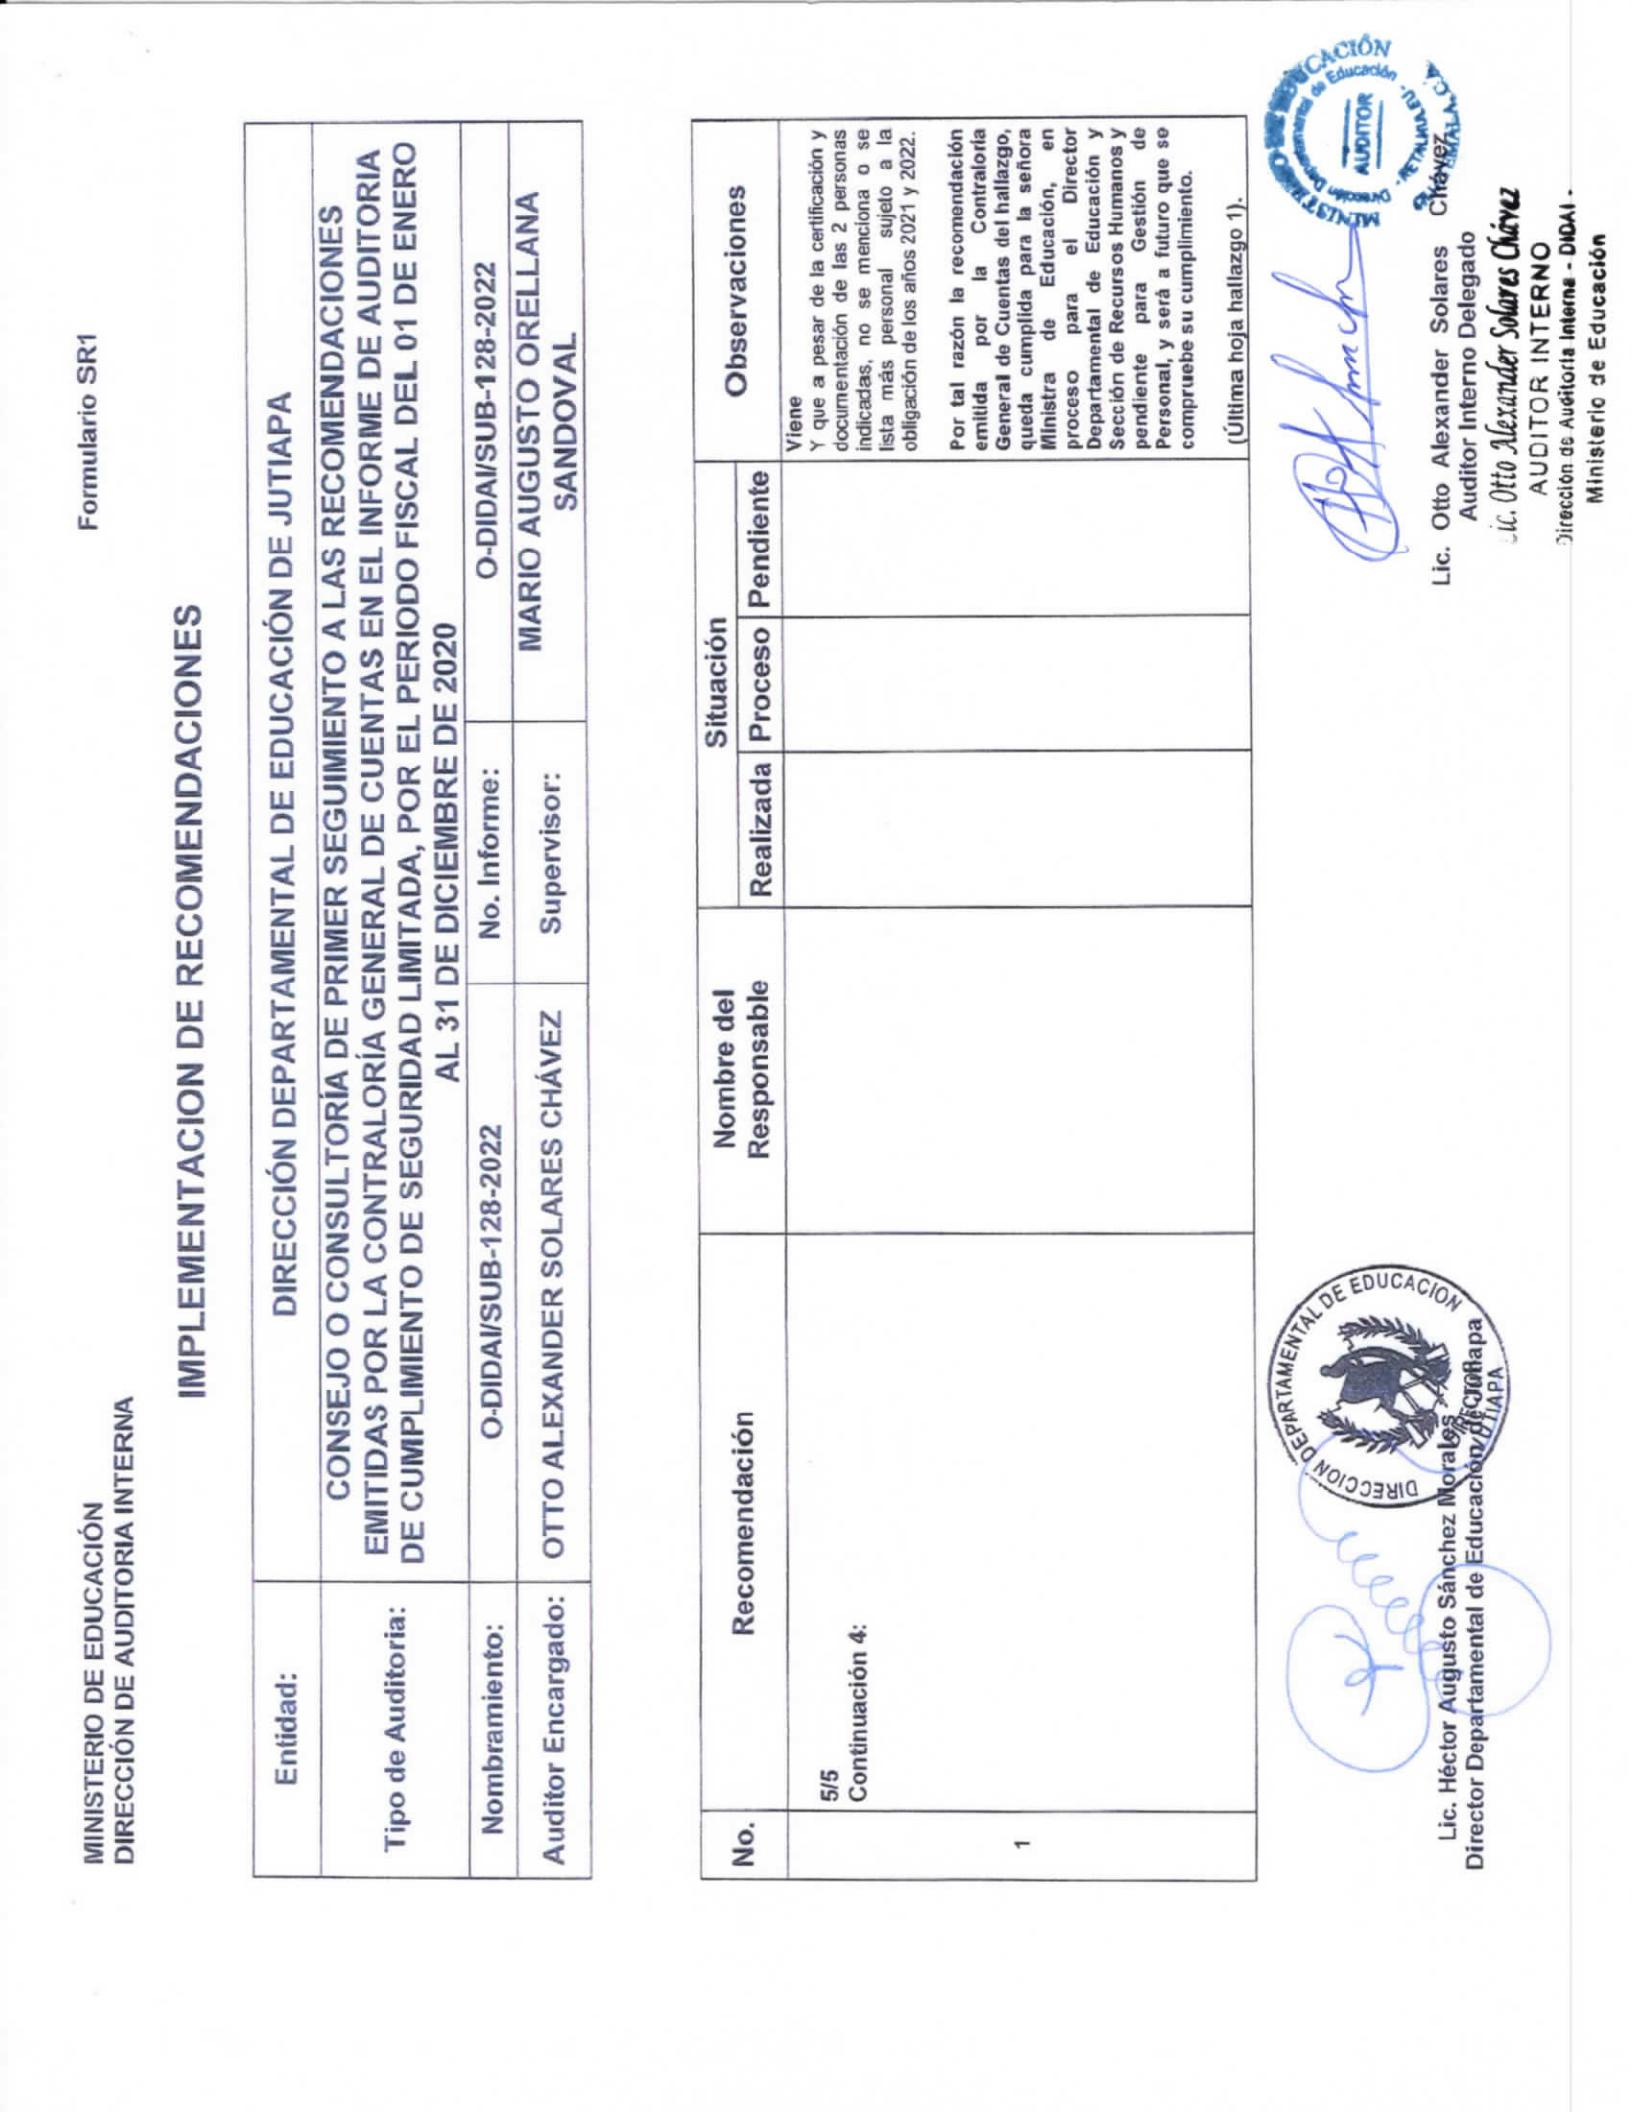 MINISTERIO DE EDUCACIÓN
DIRECCIÓN DE AUDITORIA INTERNA
Formulario SR1
IMPLEMENTACION DE RECOMENDACIONES
Entidad:
DIRECCIÓN DEPARTAMENTAL DE EDUCACIÓN DE JUTIAPA
Tipo de Auditoria:
CONSEJO O CONSULTORÍA DE PRIMER SEGUIMIENTO A LAS RECOMENDACIONES
EMITIDAS POR LA CONTRALORÍA GENERAL DE CUENTAS EN EL INFORME DE AUDITORIA
DE CUMPLIMIENTO DE SEGURIDAD LIMITADA, POR EL PERIODO FISCAL DEL 01 DE ENERO
AL 31 DE DICIEMBRE DE 2020
Nombramiento:
O-DIDAI/SUB-128-2022
No. Informe:
O-DIDAI/SUB-128-2022
Auditor Encargado:
OTTO ALEXANDER SOLARES CHÁVEZ
Supervisor:
MARIO AUGUSTO ORELLANA
SANDOVAL
No.
Recomendación
Nombre del
Responsable
Situación
Realizada
Proceso
Pendiente
Observaciones
1
5/5
Continuación 4:
Viene
Y que a pesar de la certificación y
documentación de las 2 personas
indicadas, no se menciona o se
lista más personal sujeto a la
obligación de los años 2021 y 2022.
Por tal razón la recomendación
emitida por la Contraloría
General de Cuentas del hallazgo,
queda cumplida para la señora
Ministra de Educación, en
proceso para el Director
Departamental de Educación y
Sección de Recursos Humanos y
pendiente para Gestión de
Personal, y será a futuro que se
compruebe su cumplimiento.
(Última hoja hallazgo 1).
DIRECCION DEPARTAMENTAL DE EDUCACION
JUTIAPA
Lic. Héctor Augusto Sánchez Morales
Director Departamental de Educación de Jutiapa
MINISTERIO DE EDUCACIÓN
Dirección Departamental de Educación
AUDITOR
Lic. Otto Alexander Solares Chávez
Auditor Interno Delegado
Lic. Otto Alexander Solares Chávez
AUDITOR INTERNO
Dirección de Auditoría Interna - DIDAI -
Ministerio de Educación